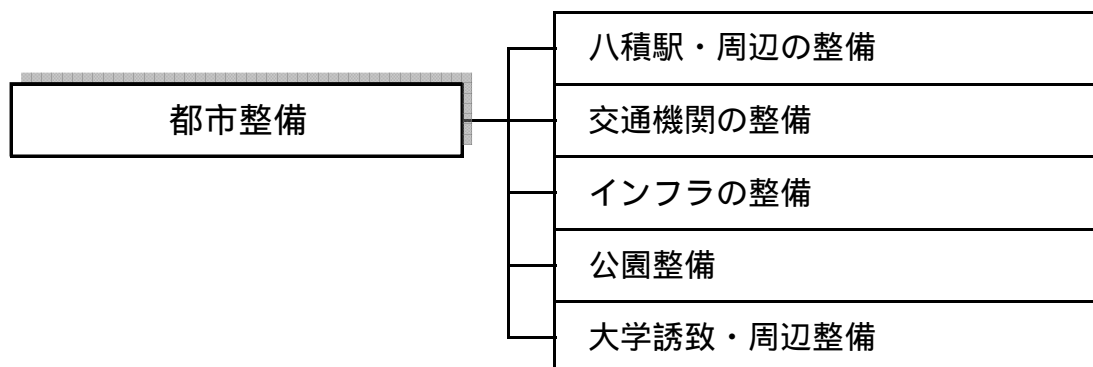 都市整備
八積駅・周辺の整備
交通機関の整備
インフラの整備
公園整備
大学誘致・周辺整備